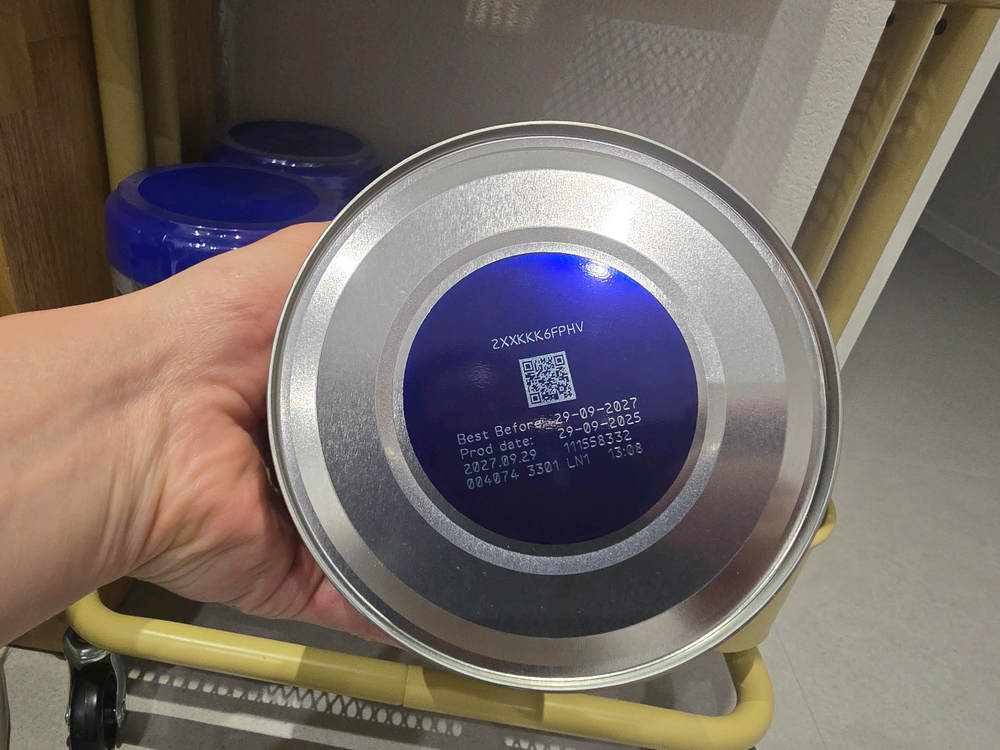 2XXKKK6FPHV
Best Before: 29-09-2027
Prod date: 29-09-2025
2027.09.29 111558332
004074 3301 LN1 13:08